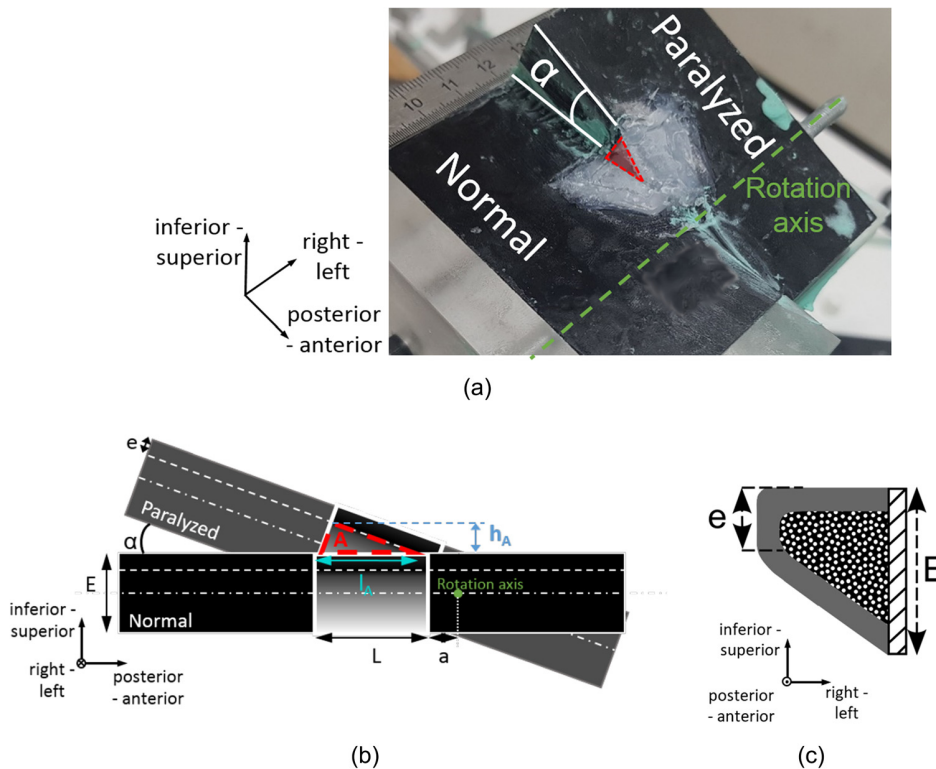 α
Paralyzed
13
12
11
10
Normal
Rotation
axis
inferior -
superior
right -
left
posterior
- anterior
(a)
e
Paralyzed
α
A
h_A
E
l_A
Rotation axis
Normal
inferior -
superior
right -
left
posterior
- anterior
L
a
(b)
e
E
inferior -
superior
posterior
- anterior
right -
left
(c)